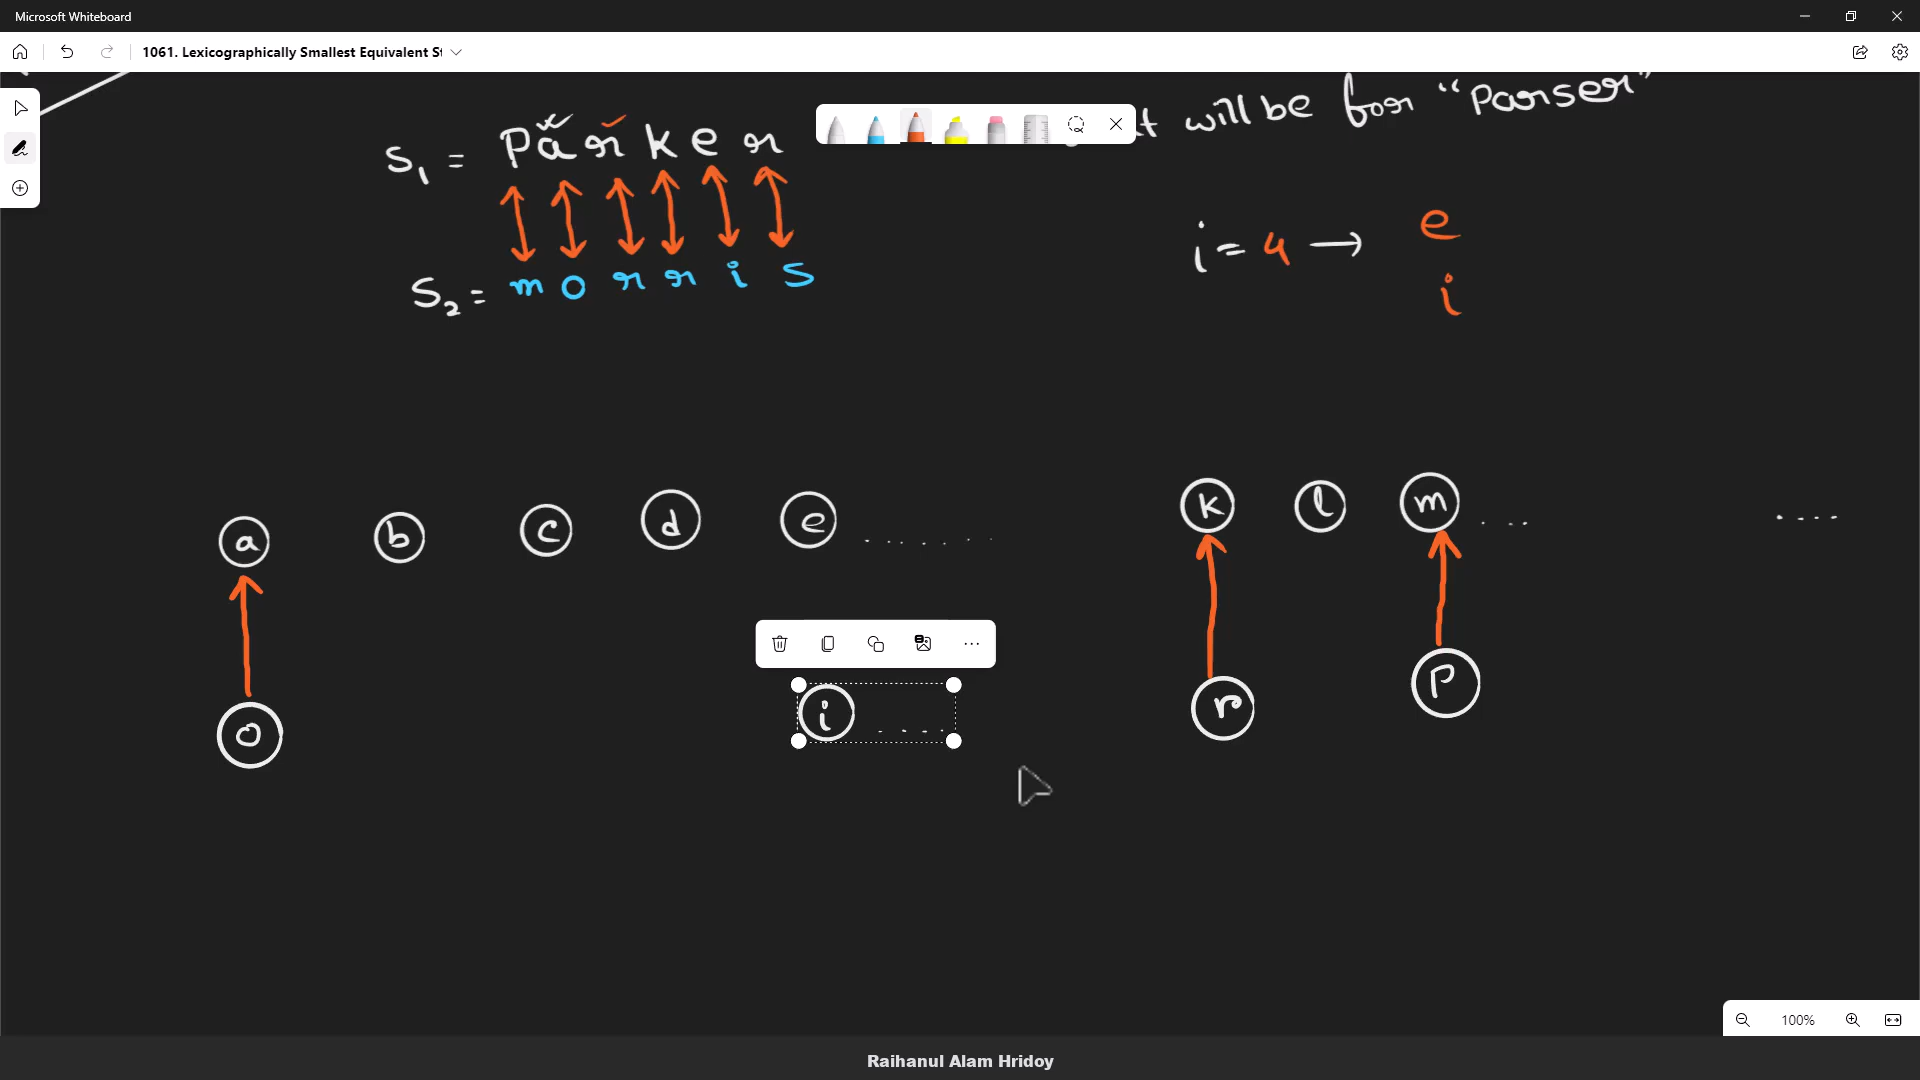 Microsoft Whiteboard
1061. Lexicographically Smallest Equivalent St
t will be for "Parser"
S1 = Parker
S2 = morris
i = 4 → e
i
a b c d e ....... k l m ... ....
i ....
o r P
100%
Raihanul Alam Hridoy